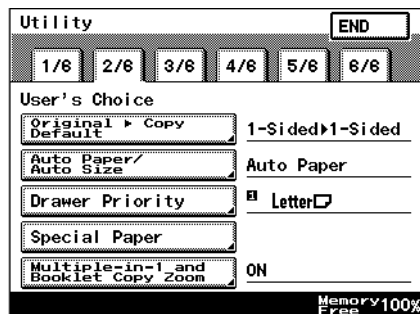 Utility
END
1/6
2/6
3/6
4/6
5/6
6/6
User's Choice
Original ▸ Copy
Default
1-Sided▸1-Sided
Auto Paper/
Auto Size
Auto Paper
Drawer Priority
1 Letter
Special Paper
Multiple-in-1 and
Booklet Copy Zoom
ON
Memory
Free 100%